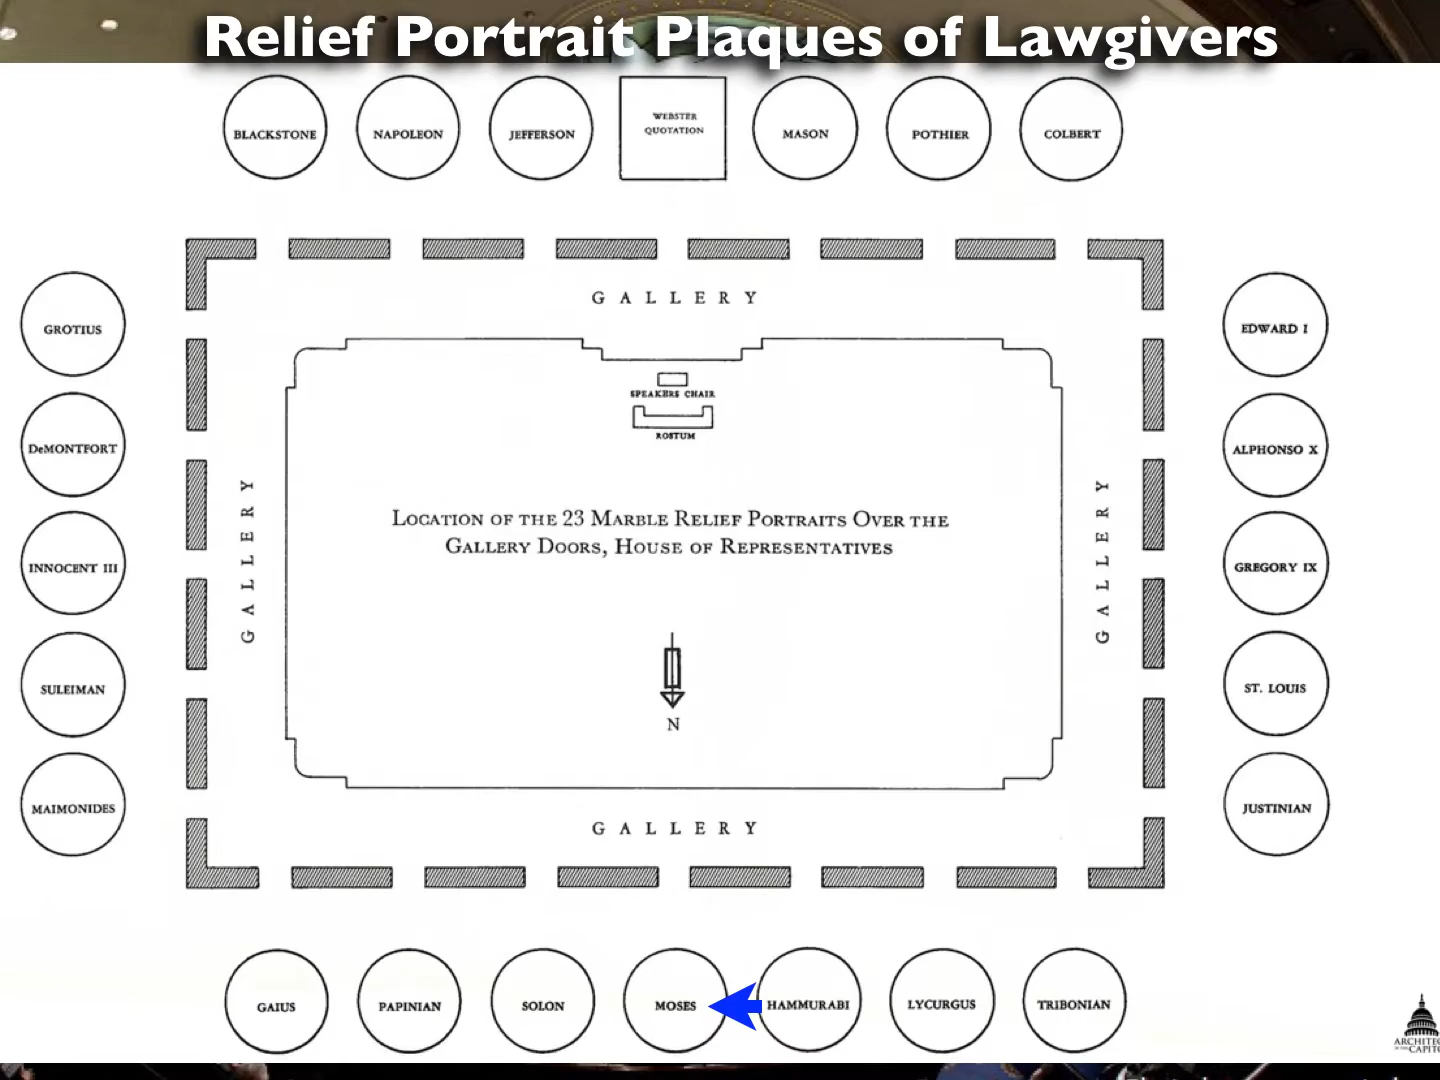 Relief Portrait Plaques of Lawgivers
BLACKSTONE
NAPOLEON
JEFFERSON
WEBSTER
QUOTATION
MASON
POTHIER
COLBERT
GALLERY
GROTIUS
EDWARD I
SPEAKERS CHAIR
ROSTUM
DeMONTFORT
ALPHONSO X
GALLERY
GALLERY
LOCATION OF THE 23 MARBLE RELIEF PORTRAITS OVER THE
GALLERY DOORS, HOUSE OF REPRESENTATIVES
INNOCENT III
GREGORY IX
SULEIMAN
ST. LOUIS
N
MAIMONIDES
JUSTINIAN
GALLERY
GAIUS
PAPINIAN
SOLON
MOSES
HAMMURABI
LYCURGUS
TRIBONIAN